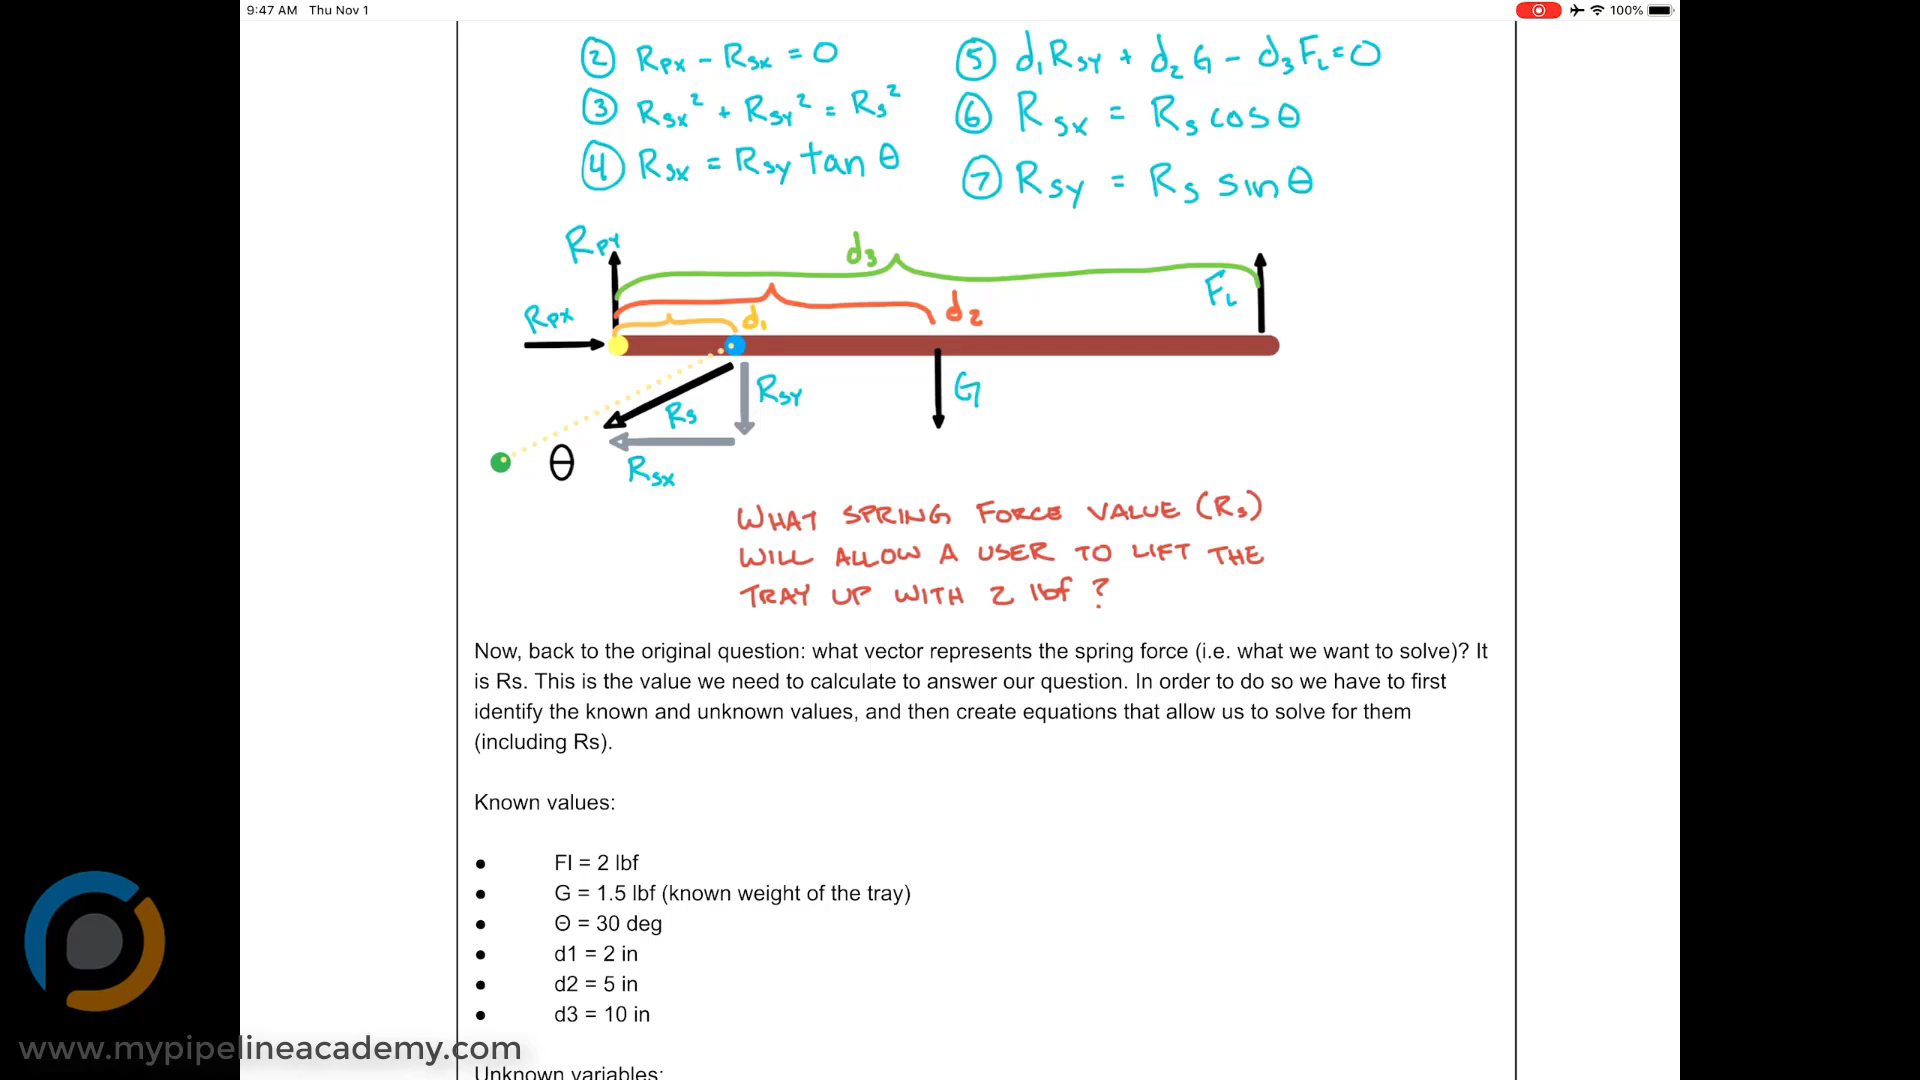 9:47 AM Thu Nov 1
100%
② Rpx - Rsx = 0
⑤ d₁Rsy + d₂G - d₃F_L = 0
③ Rsx² + Rsy² = Rs²
⑥ Rsx = Rs cosθ
④ Rsx = Rsy tan θ
⑦ Rsy = Rs sinθ
Rpy
d₃
F_L
Rpx
d₁
d₂
Rsy
G
Rs
θ
Rsx
WHAT SPRING FORCE VALUE (Rs)
WILL ALLOW A USER TO LIFT THE
TRAY UP WITH 2 lbf ?
Now, back to the original question: what vector represents the spring force (i.e. what we want to solve)? It
is Rs. This is the value we need to calculate to answer our question. In order to do so we have to first
identify the known and unknown values, and then create equations that allow us to solve for them
(including Rs).
Known values:
● Fl = 2 lbf
● G = 1.5 lbf (known weight of the tray)
● Θ = 30 deg
● d1 = 2 in
● d2 = 5 in
● d3 = 10 in
www.mypipelineacademy.com
Unknown variables: